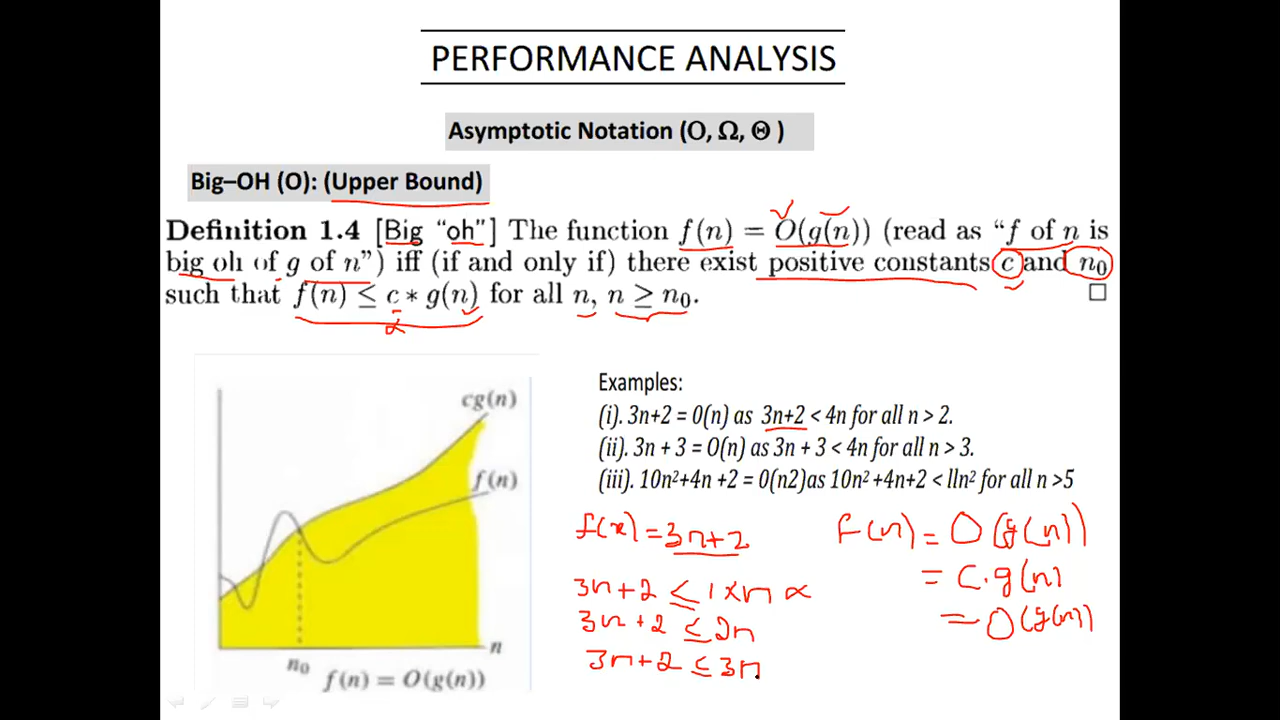 PERFORMANCE ANALYSIS
Asymptotic Notation (O, Ω, Θ )
Big–OH (O): (Upper Bound)
Definition 1.4 [Big "oh"] The function f(n) = O(g(n)) (read as "f of n is
big oh of g of n") iff (if and only if) there exist positive constants c and n₀
such that f(n) ≤ c * g(n) for all n, n ≥ n₀. □
cg(n)
f(n)
n
n₀
f(n) = O(g(n))
Examples:
(i). 3n+2 = 0(n) as 3n+2 < 4n for all n > 2.
(ii). 3n + 3 = 0(n) as 3n + 3 < 4n for all n > 3.
(iii). 10n²+4n +2 = 0(n2)as 10n² +4n+2 < lln² for all n >5
f(x) = 3n+2
3n+2 ≤ 1×n ×
3n+2 ≤ 2n
3n+2 ≤ 3n
f(n) = O(g(n))
= c.g(n)
= O(g(n))